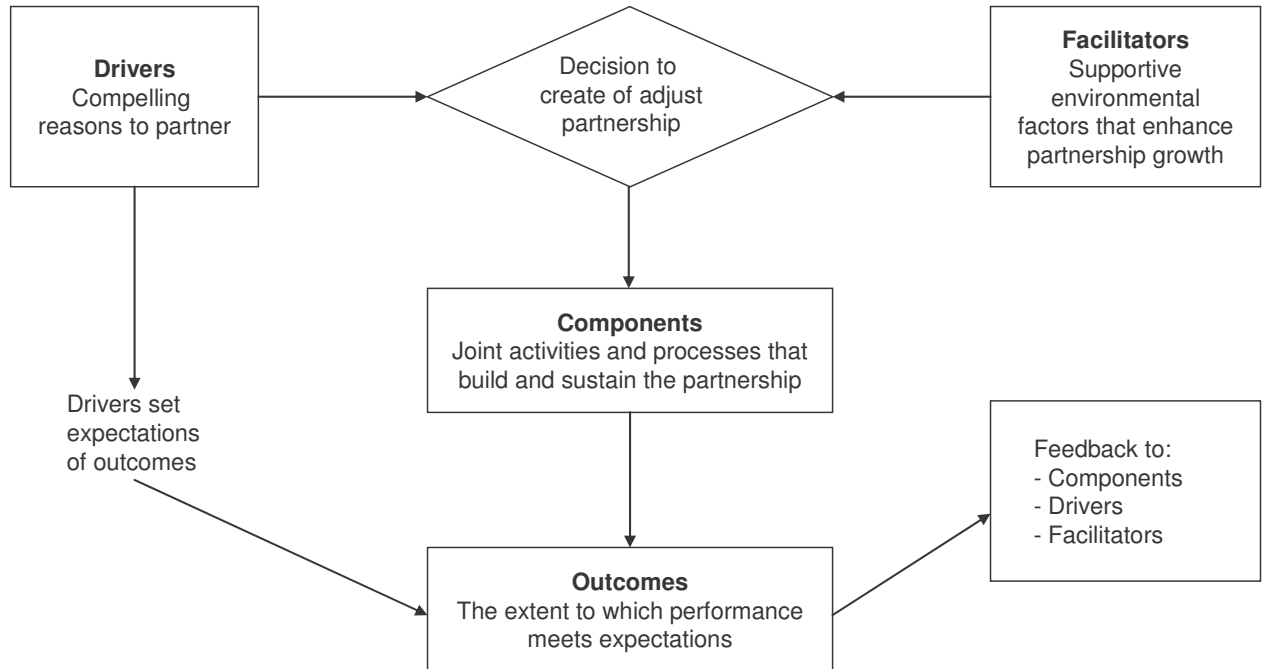 Drivers
Compelling
reasons to partner
Decision to
create of adjust
partnership
Facilitators
Supportive
environmental
factors that enhance
partnership growth
Components
Joint activities and processes that
build and sustain the partnership
Drivers set
expectations
of outcomes
Feedback to:
- Components
- Drivers
- Facilitators
Outcomes
The extent to which performance
meets expectations